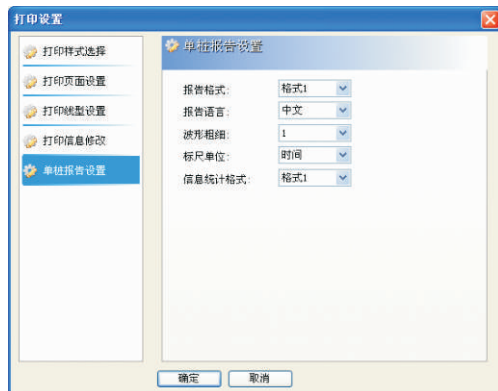 打印设置
打印样式选择
打印页面设置
打印线型设置
打印信息修改
单桩报告设置
单桩报告设置
报告格式: 格式1
报告语言: 中文
波形粗细: 1
标尺单位: 时间
信息统计格式: 格式1
确定 取消